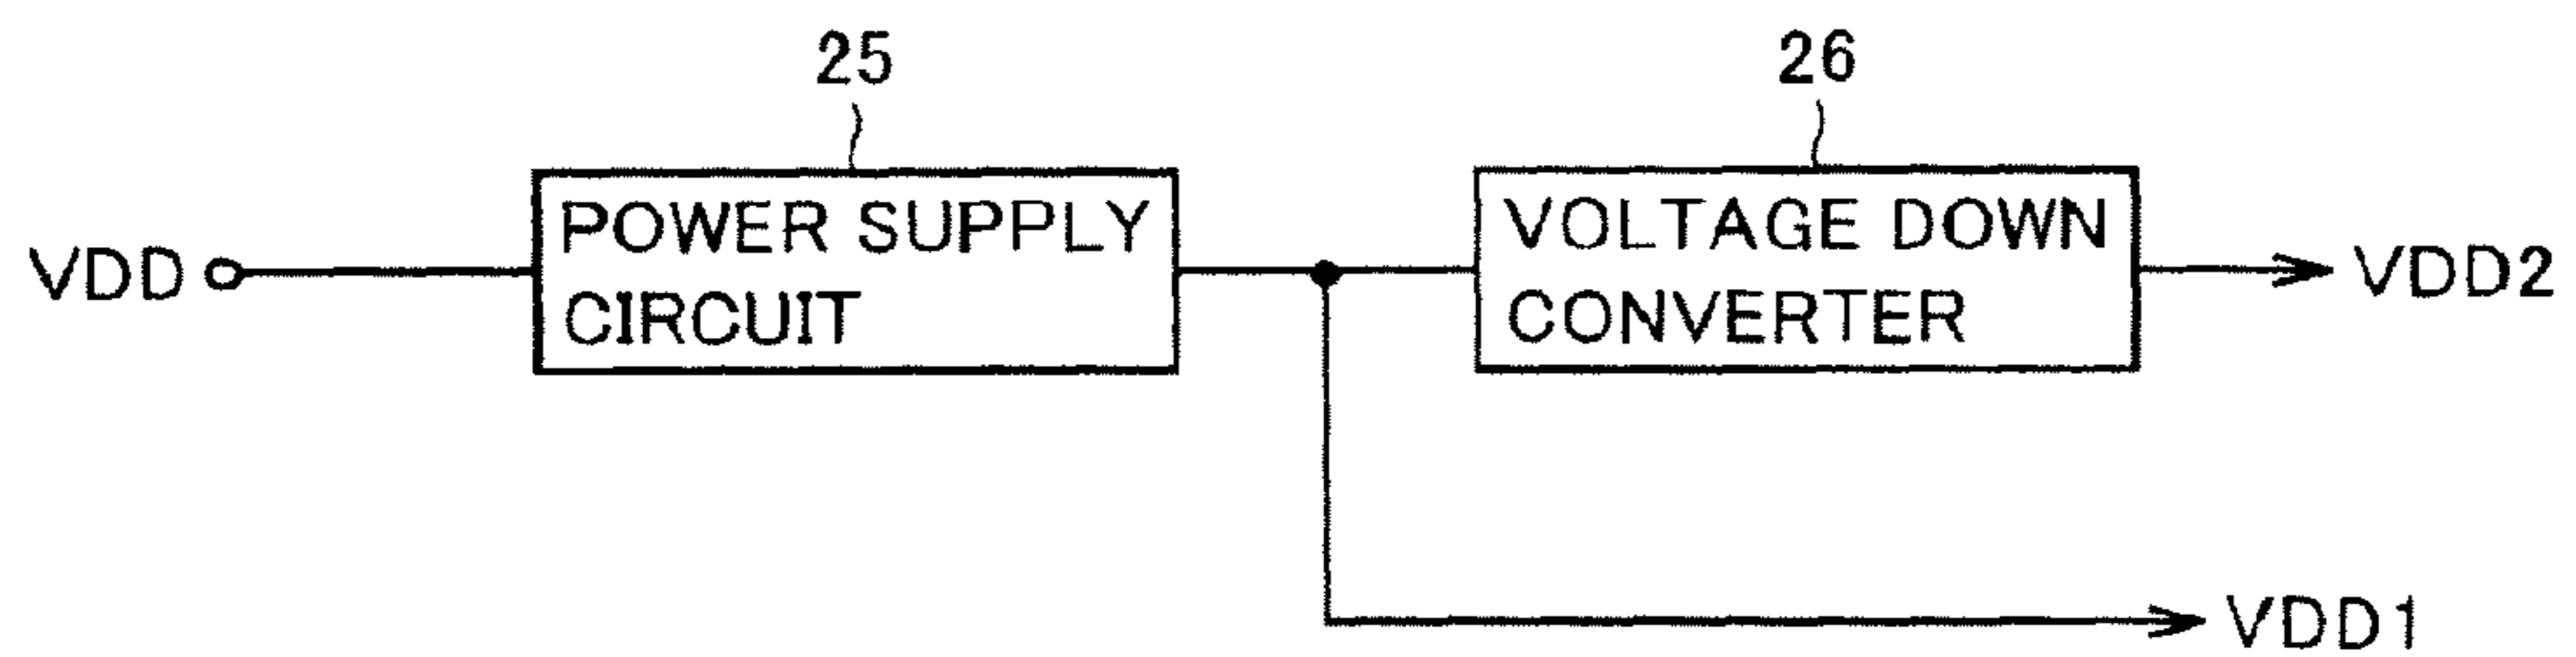 25
26
VDD
POWER SUPPLY
CIRCUIT
VOLTAGE DOWN
CONVERTER
VDD2
VDD1